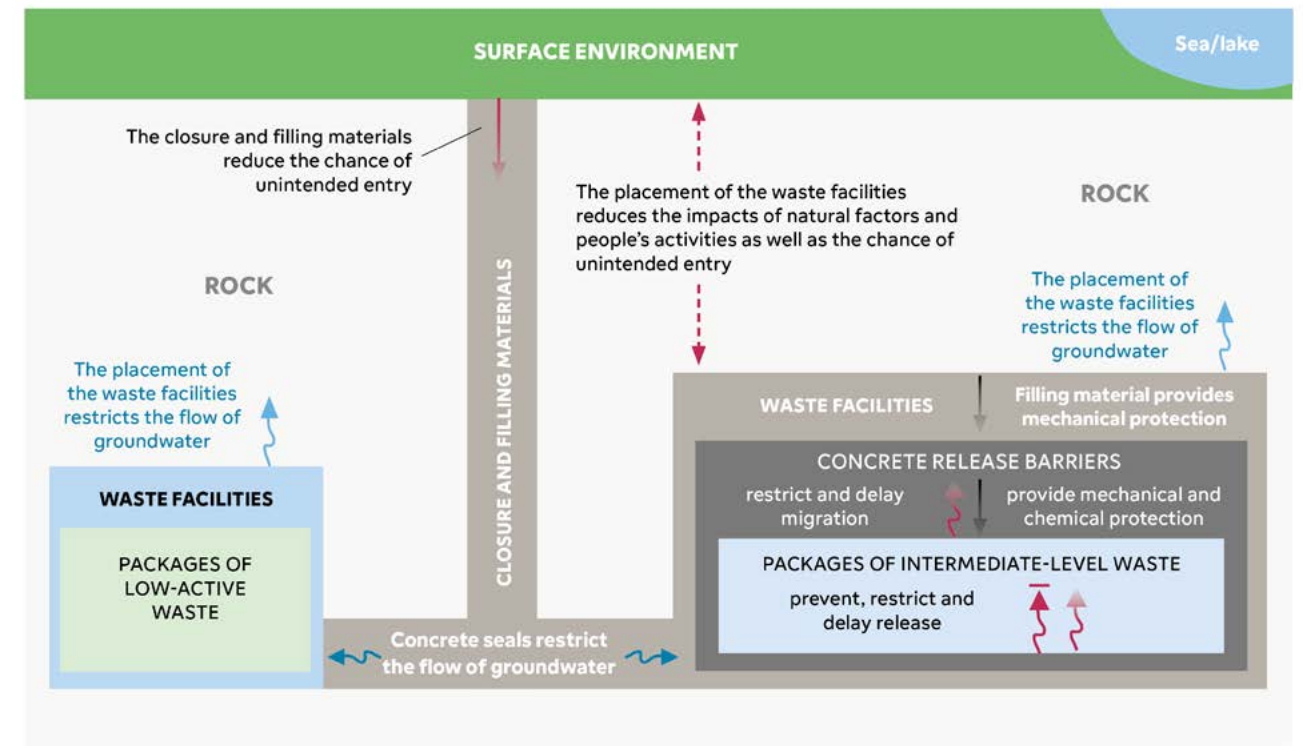 SURFACE ENVIRONMENT
Sea/lake
The closure and filling materials
reduce the chance of
unintended entry
The placement of the waste facilities
reduces the impacts of natural factors and
people's activities as well as the chance of
unintended entry
ROCK
ROCK
CLOSURE AND FILLING MATERIALS
The placement of
the waste facilities
restricts the flow of
groundwater
The placement of
the waste facilities
restricts the flow of
groundwater
WASTE FACILITIES
PACKAGES OF
LOW-ACTIVE
WASTE
Concrete seals restrict
the flow of groundwater
WASTE FACILITIES
Filling material provides
mechanical protection
CONCRETE RELEASE BARRIERS
restrict and delay
migration
provide mechanical and
chemical protection
PACKAGES OF INTERMEDIATE-LEVEL WASTE
prevent, restrict and
delay release